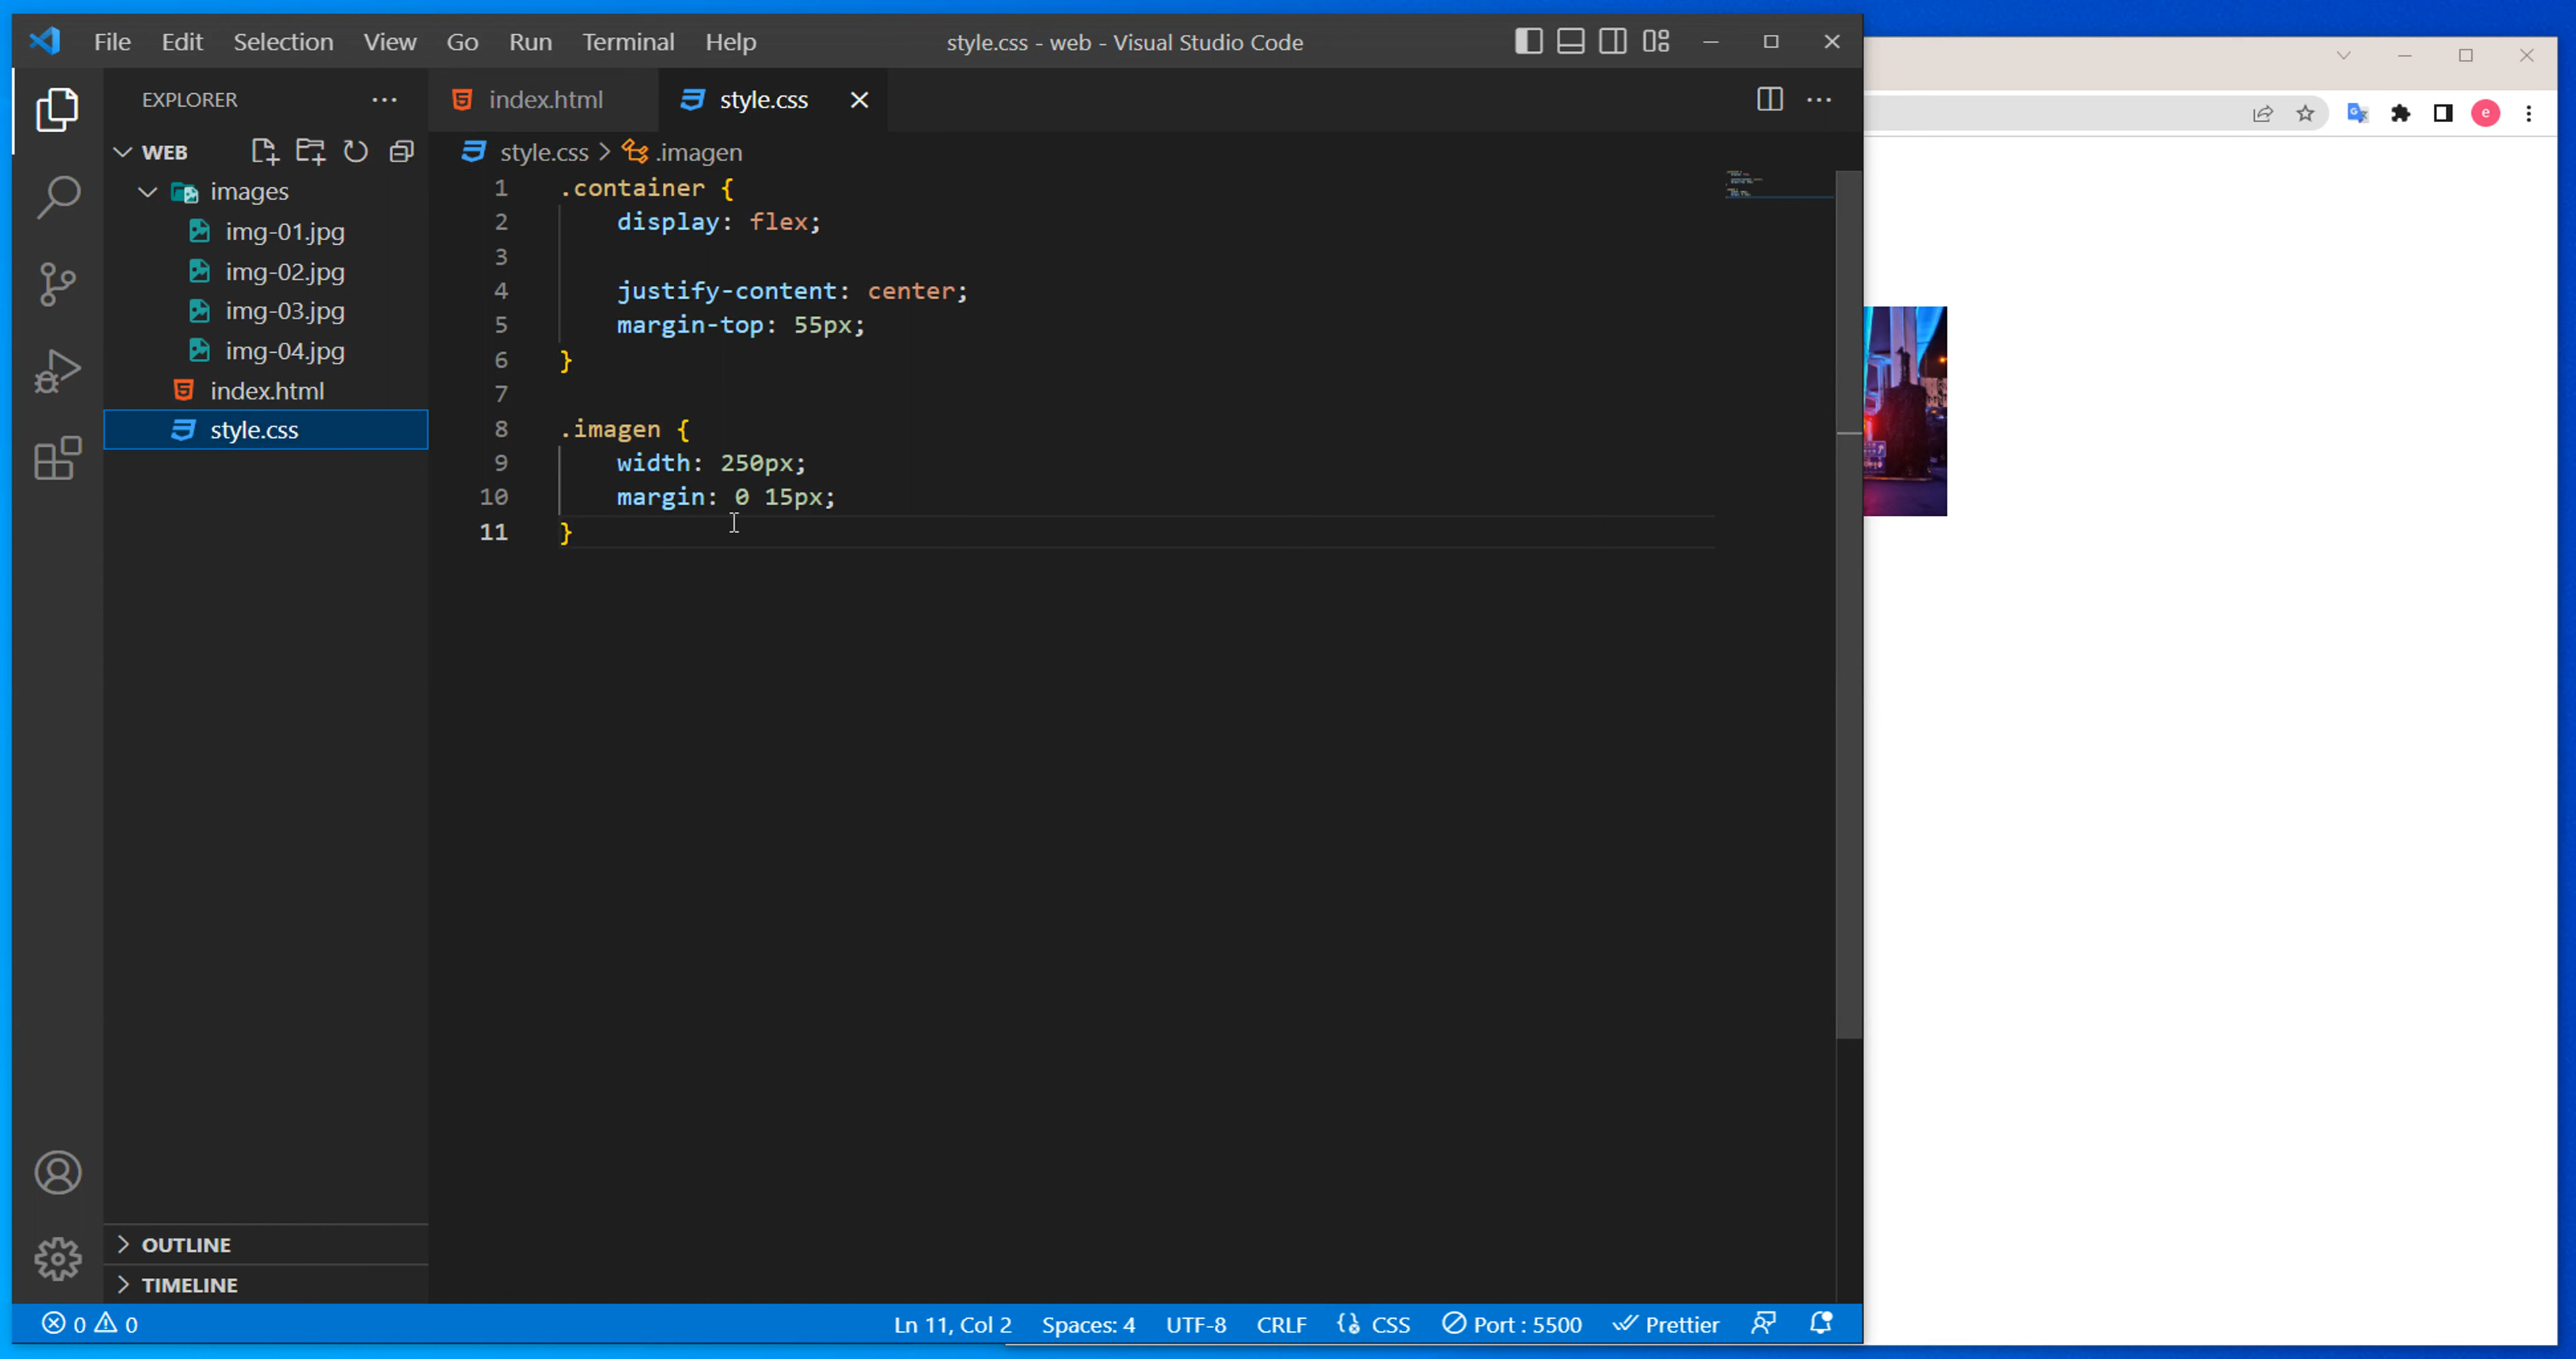 File Edit Selection View Go Run Terminal Help
style.css - web - Visual Studio Code
EXPLORER
index.html
style.css
WEB
style.css > .imagen
images
img-01.jpg
img-02.jpg
img-03.jpg
img-04.jpg
index.html
style.css
1 .container {
2 display: flex;
3
4 justify-content: center;
5 margin-top: 55px;
6 }
7
8 .imagen {
9 width: 250px;
10 margin: 0 15px;
11 }
e
OUTLINE
TIMELINE
0 0
Ln 11, Col 2 Spaces: 4 UTF-8 CRLF CSS Port : 5500 Prettier